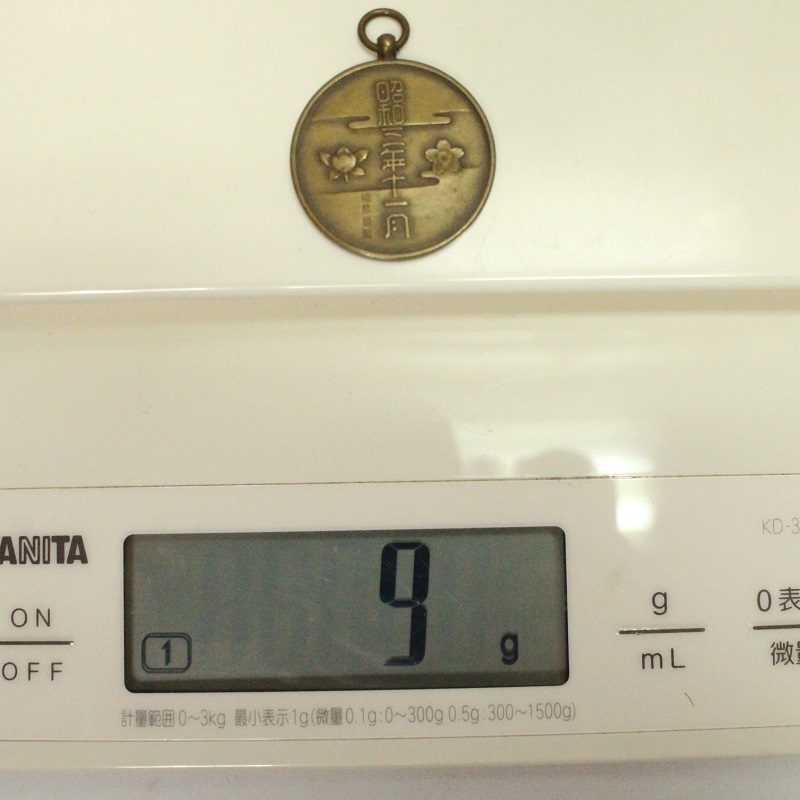 昭和三年十一月
ANITA
KD-3
ON
OFF
9 g
1
g
mL
0表
微量
計量範囲0～3kg 最小表示1g(微量0.1g:0～300g 0.5g:300～1500g)